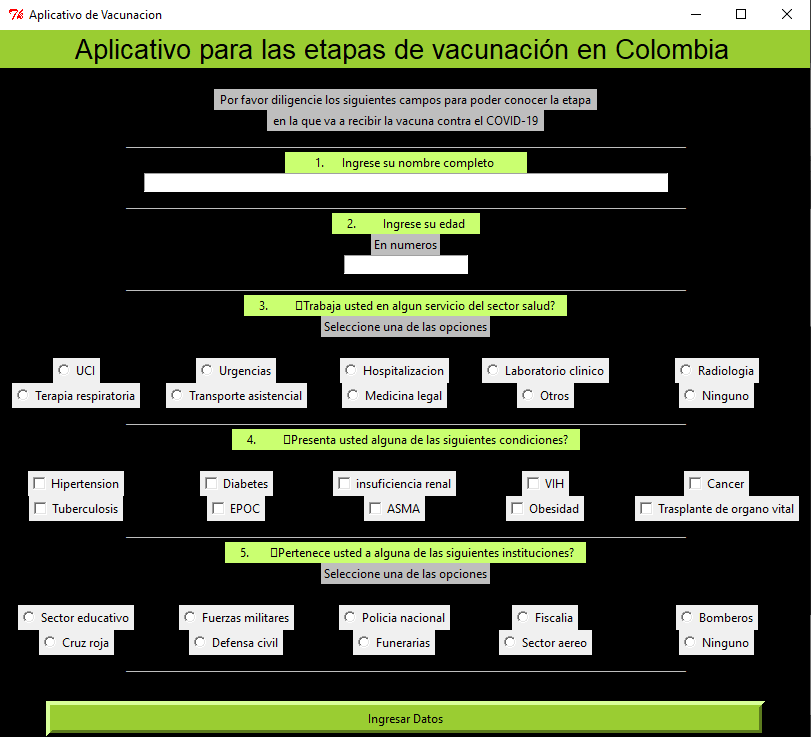 Aplicativo de Vacunacion
Aplicativo para las etapas de vacunación en Colombia
Por favor diligencie los siguientes campos para poder conocer la etapa
en la que va a recibir la vacuna contra el COVID-19
1. Ingrese su nombre completo
2. Ingrese su edad
En numeros
3. ▯Trabaja usted en algun servicio del sector salud?
Seleccione una de las opciones
UCI Urgencias Hospitalizacion Laboratorio clinico Radiologia
Terapia respiratoria Transporte asistencial Medicina legal Otros Ninguno
4. ▯Presenta usted alguna de las siguientes condiciones?
Hipertension Diabetes insuficiencia renal VIH Cancer
Tuberculosis EPOC ASMA Obesidad Trasplante de organo vital
5. ▯Pertenece usted a alguna de las siguientes instituciones?
Seleccione una de las opciones
Sector educativo Fuerzas militares Policia nacional Fiscalia Bomberos
Cruz roja Defensa civil Funerarias Sector aereo Ninguno
Ingresar Datos